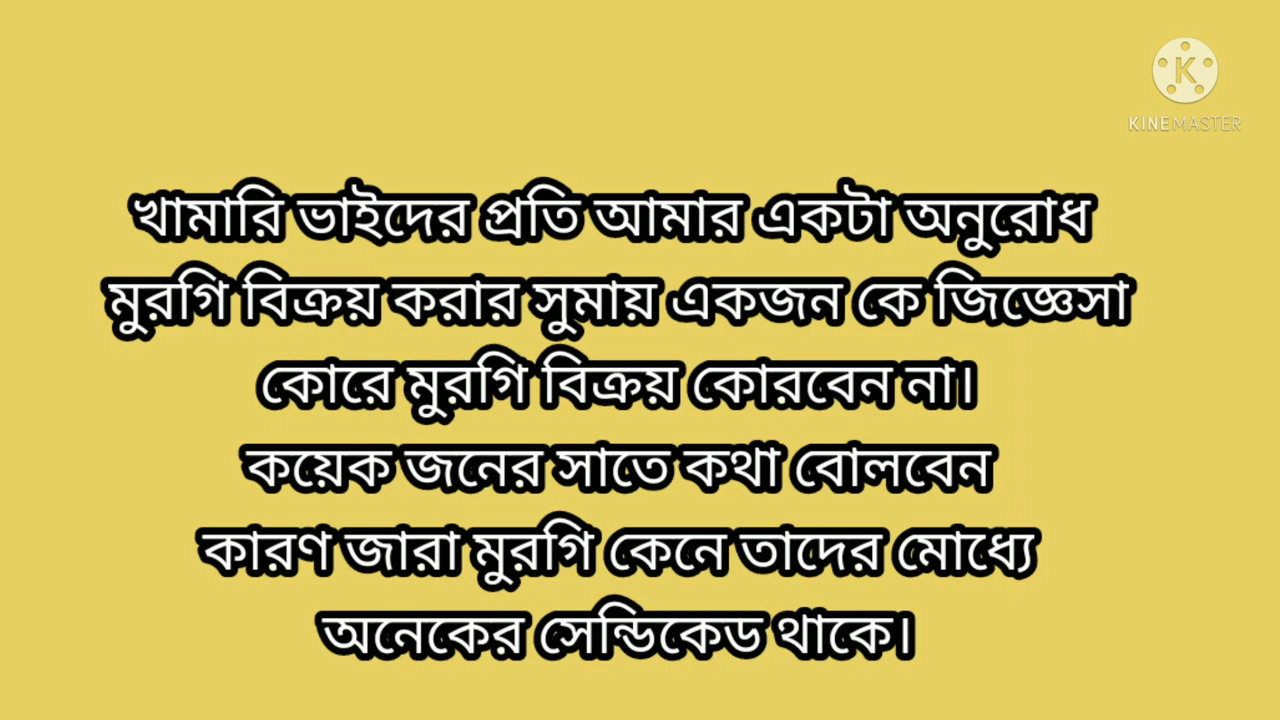 KINEMASTER
খামারি ভাইদের প্রতি আমার একটা অনুরোধ
মুরগি বিক্রয় করার সুমায় একজন কে জিজ্ঞেসা
কোরে মুরগি বিক্রয় কোরবেন না।
কয়েক জনের সাতে কথা বোলবেন
কারণ জারা মুরগি কেনে তাদের মোধ্যে
অনেকের সেন্ডিকেড থাকে।